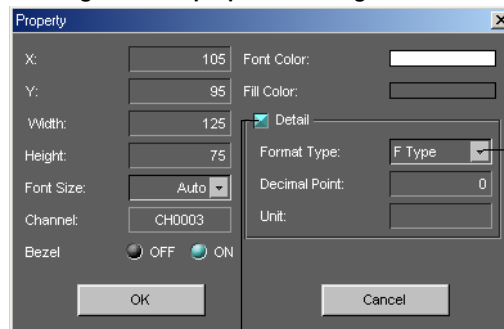 Property
X: 105
Y: 95
Width: 125
Height: 75
Font Size: Auto
Channel: CH0003
Bezel OFF ON
Font Color:
Fill Color:
Detail
Format Type: F Type
Decimal Point: 0
Unit:
OK Cancel